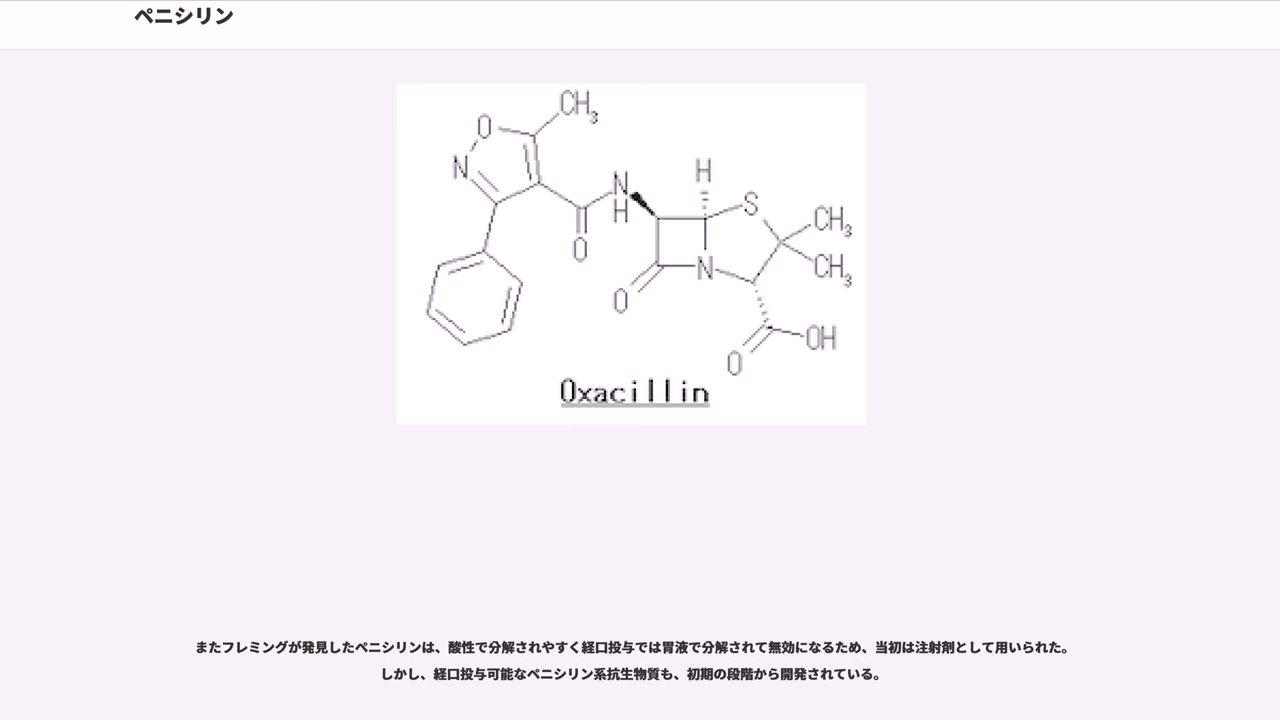 ペニシリン
CH3
O
N
H
N
H
S
CH3
O
N
CH3
O
OH
O
Oxacillin
またフレミングが発見したペニシリンは、酸性で分解されやすく経口投与では胃液で分解されて無効になるため、当初は注射剤として用いられた。
しかし、経口投与可能なペニシリン系抗生物質も、初期の段階から開発されている。